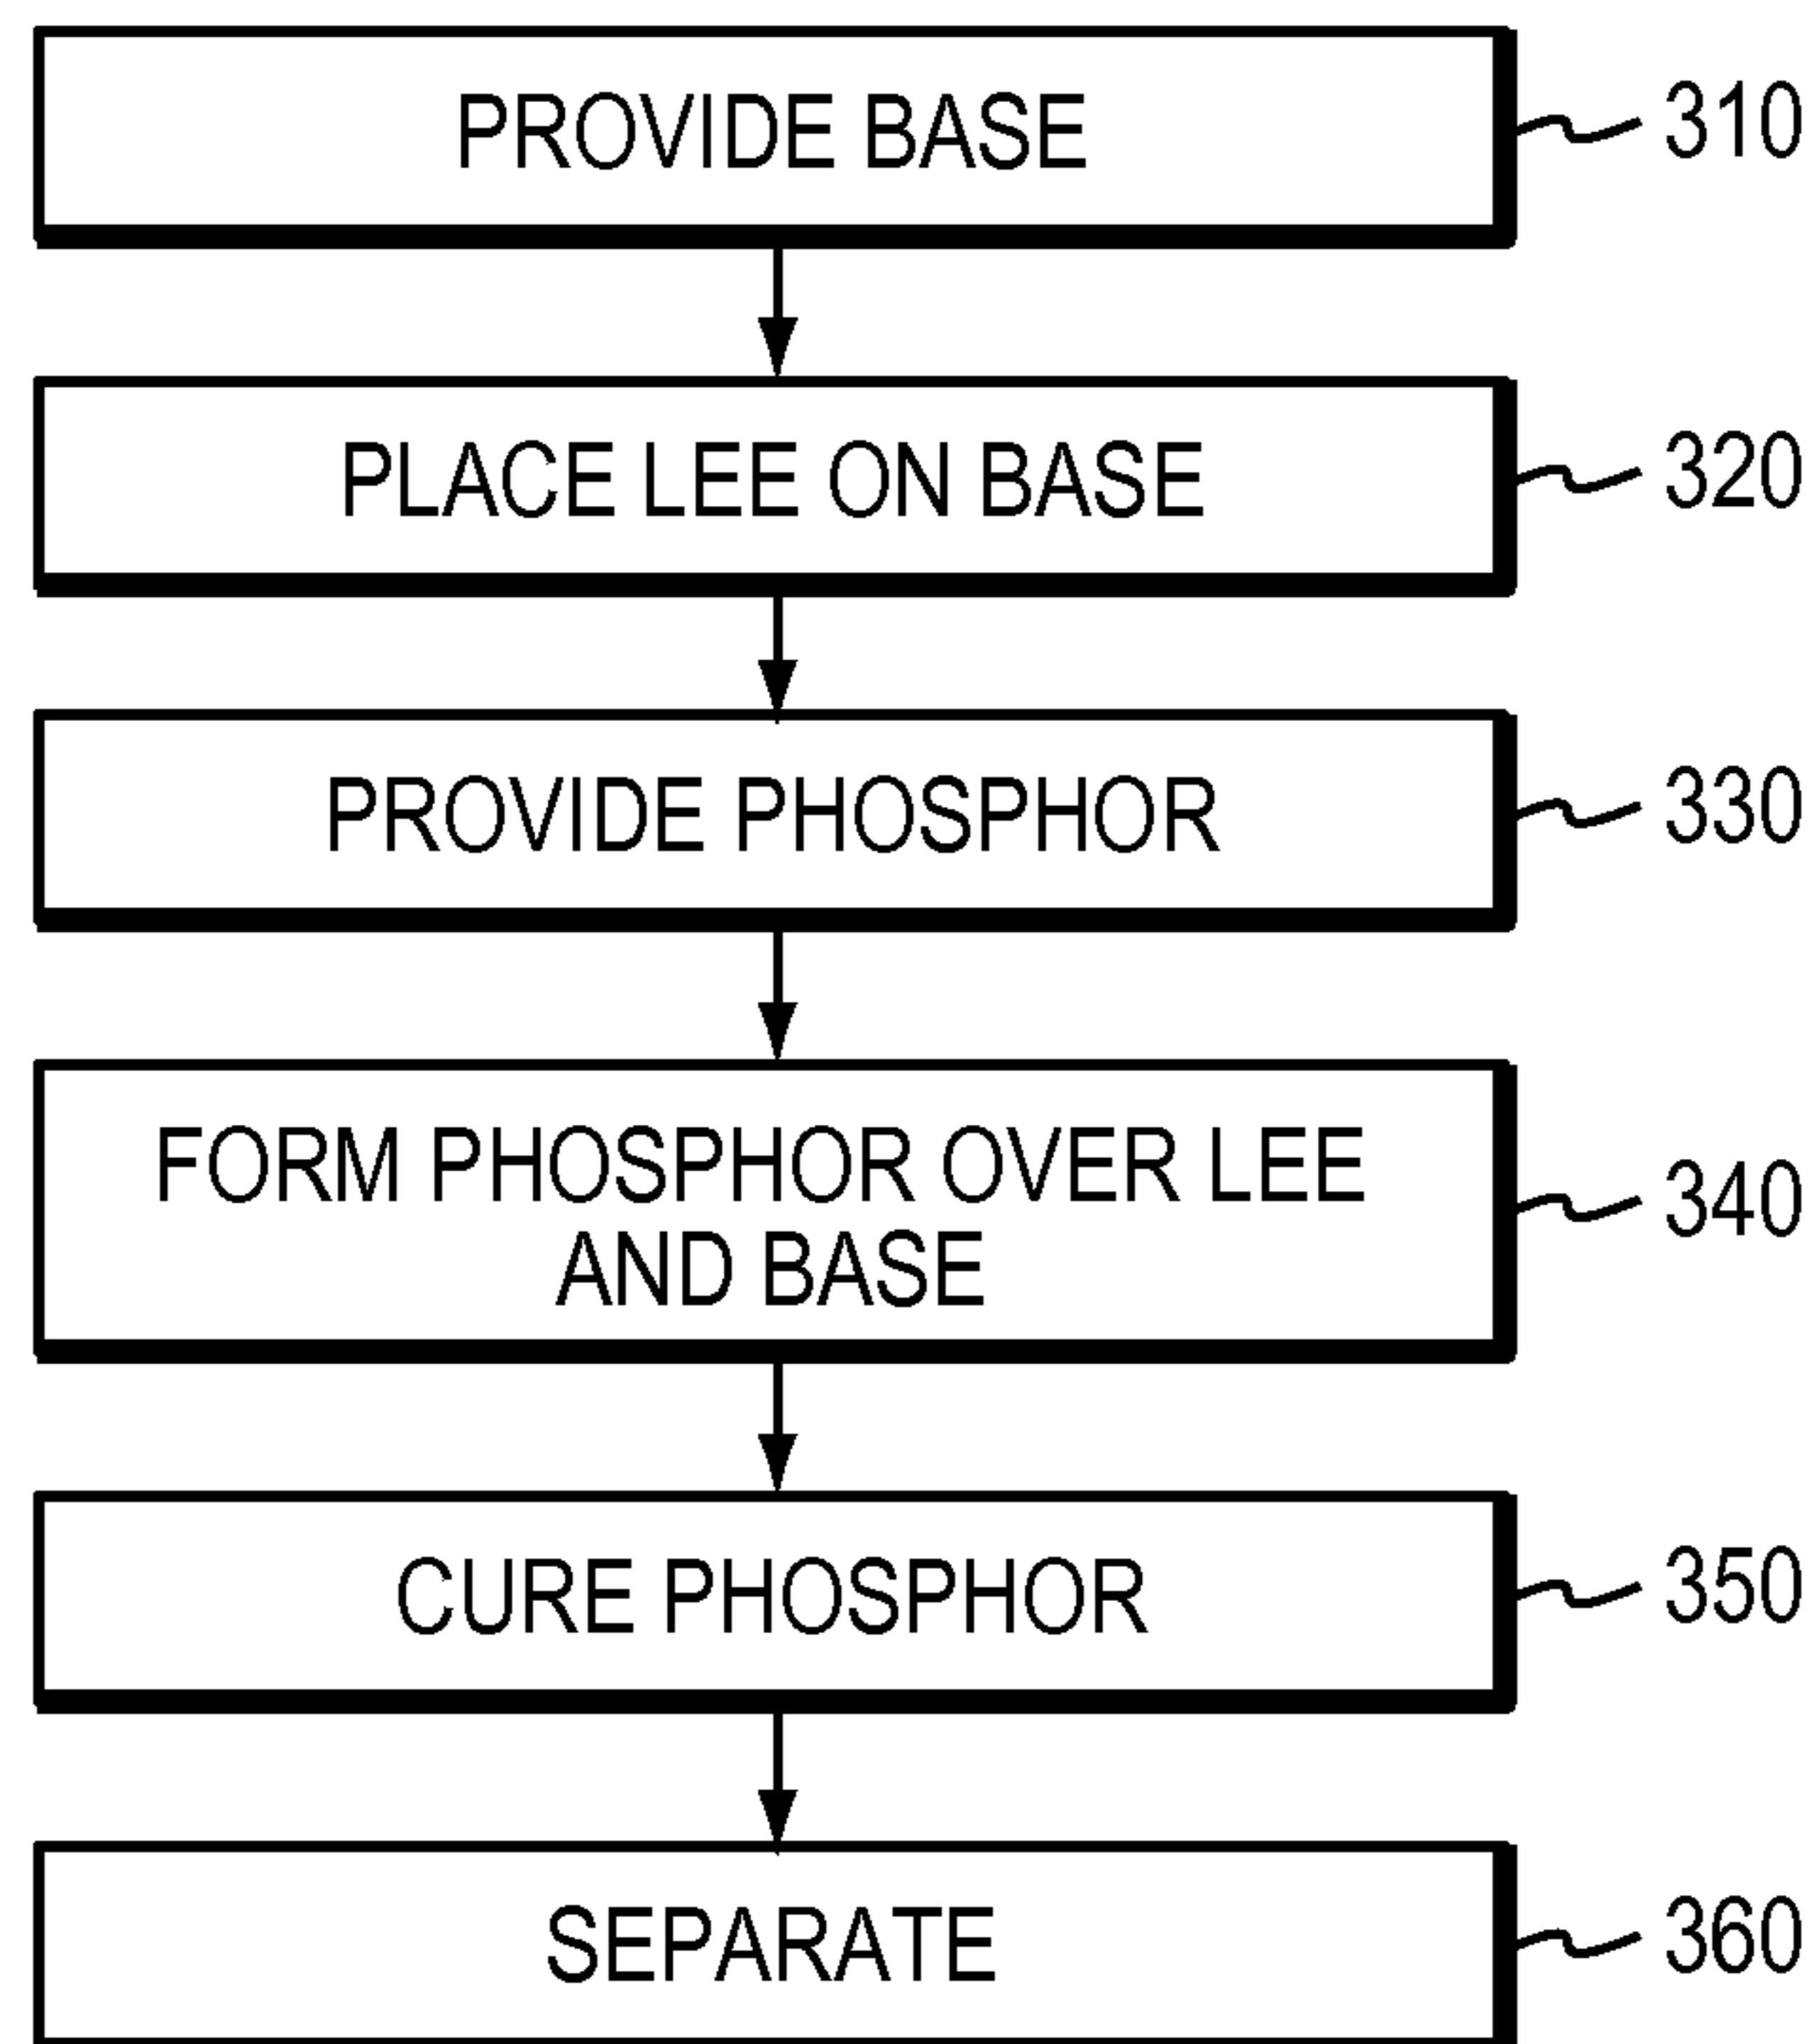 PROVIDE BASE
310
PLACE LEE ON BASE
320
PROVIDE PHOSPHOR
330
FORM PHOSPHOR OVER LEE
AND BASE
340
CURE PHOSPHOR
350
SEPARATE
360